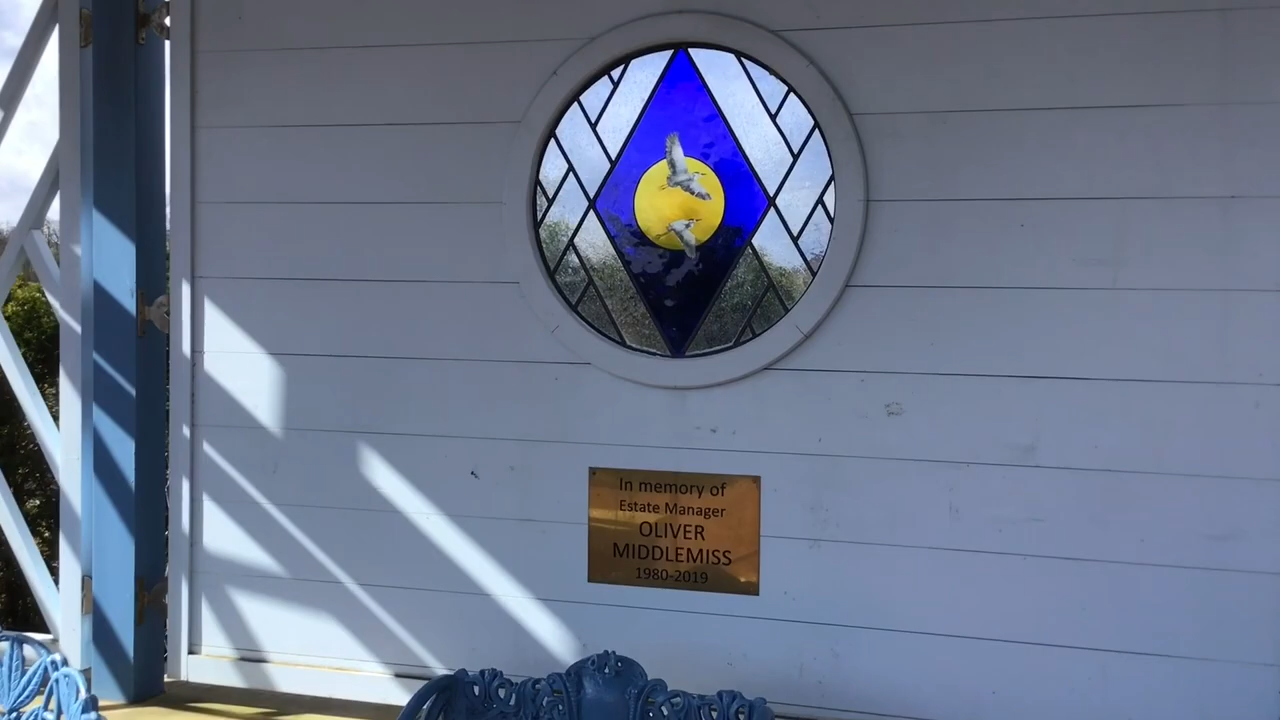 In memory of
Estate Manager
OLIVER
MIDDLEMISS
1980-2019